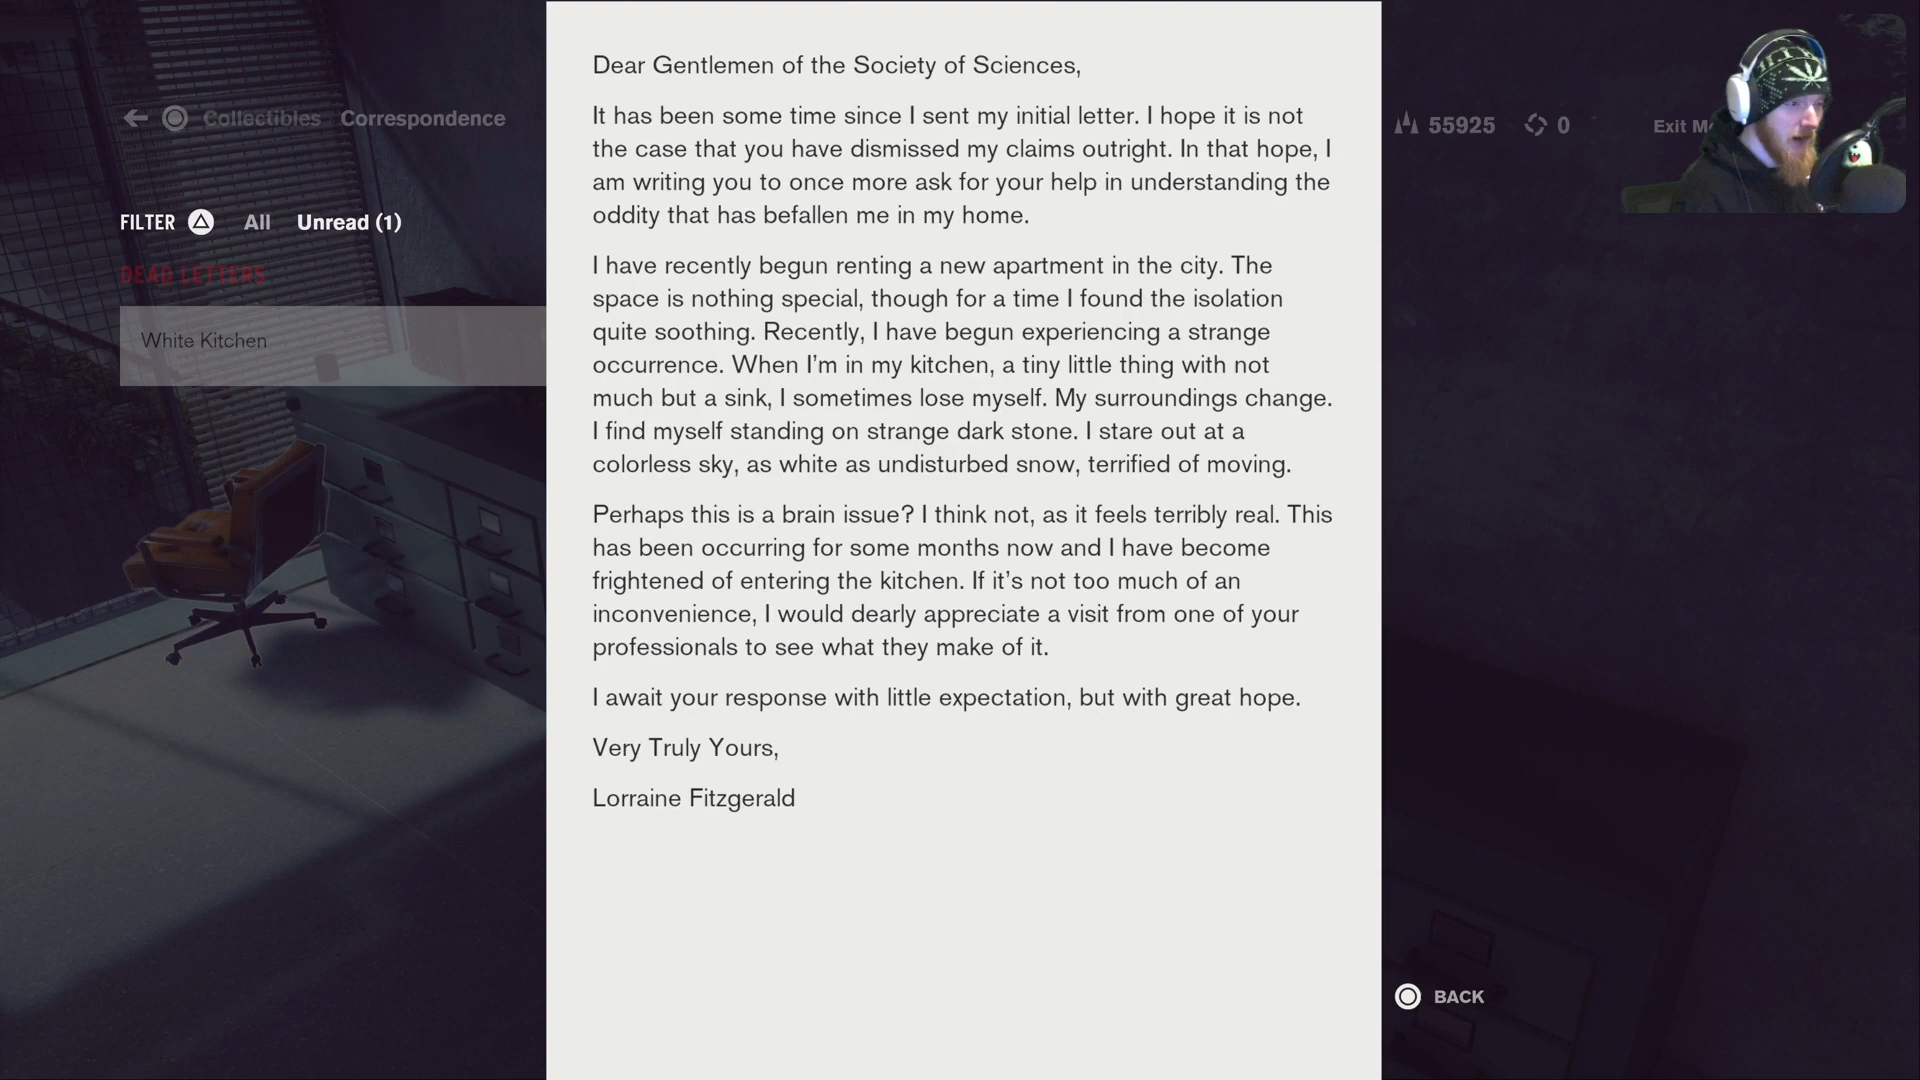 Dear Gentlemen of the Society of Sciences,
It has been some time since I sent my initial letter. I hope it is not
the case that you have dismissed my claims outright. In that hope, I
am writing you to once more ask for your help in understanding the
oddity that has befallen me in my home.
I have recently begun renting a new apartment in the city. The
space is nothing special, though for a time I found the isolation
quite soothing. Recently, I have begun experiencing a strange
occurrence. When I'm in my kitchen, a tiny little thing with not
much but a sink, I sometimes lose myself. My surroundings change.
I find myself standing on strange dark stone. I stare out at a
colorless sky, as white as undisturbed snow, terrified of moving.
Perhaps this is a brain issue? I think not, as it feels terribly real. This
has been occurring for some months now and I have become
frightened of entering the kitchen. If it's not too much of an
inconvenience, I would dearly appreciate a visit from one of your
professionals to see what they make of it.
I await your response with little expectation, but with great hope.
Very Truly Yours,
Lorraine Fitzgerald
Collectibles Correspondence
FILTER All Unread (1)
DEAD LETTERS
White Kitchen
55925 0 Exit
BACK